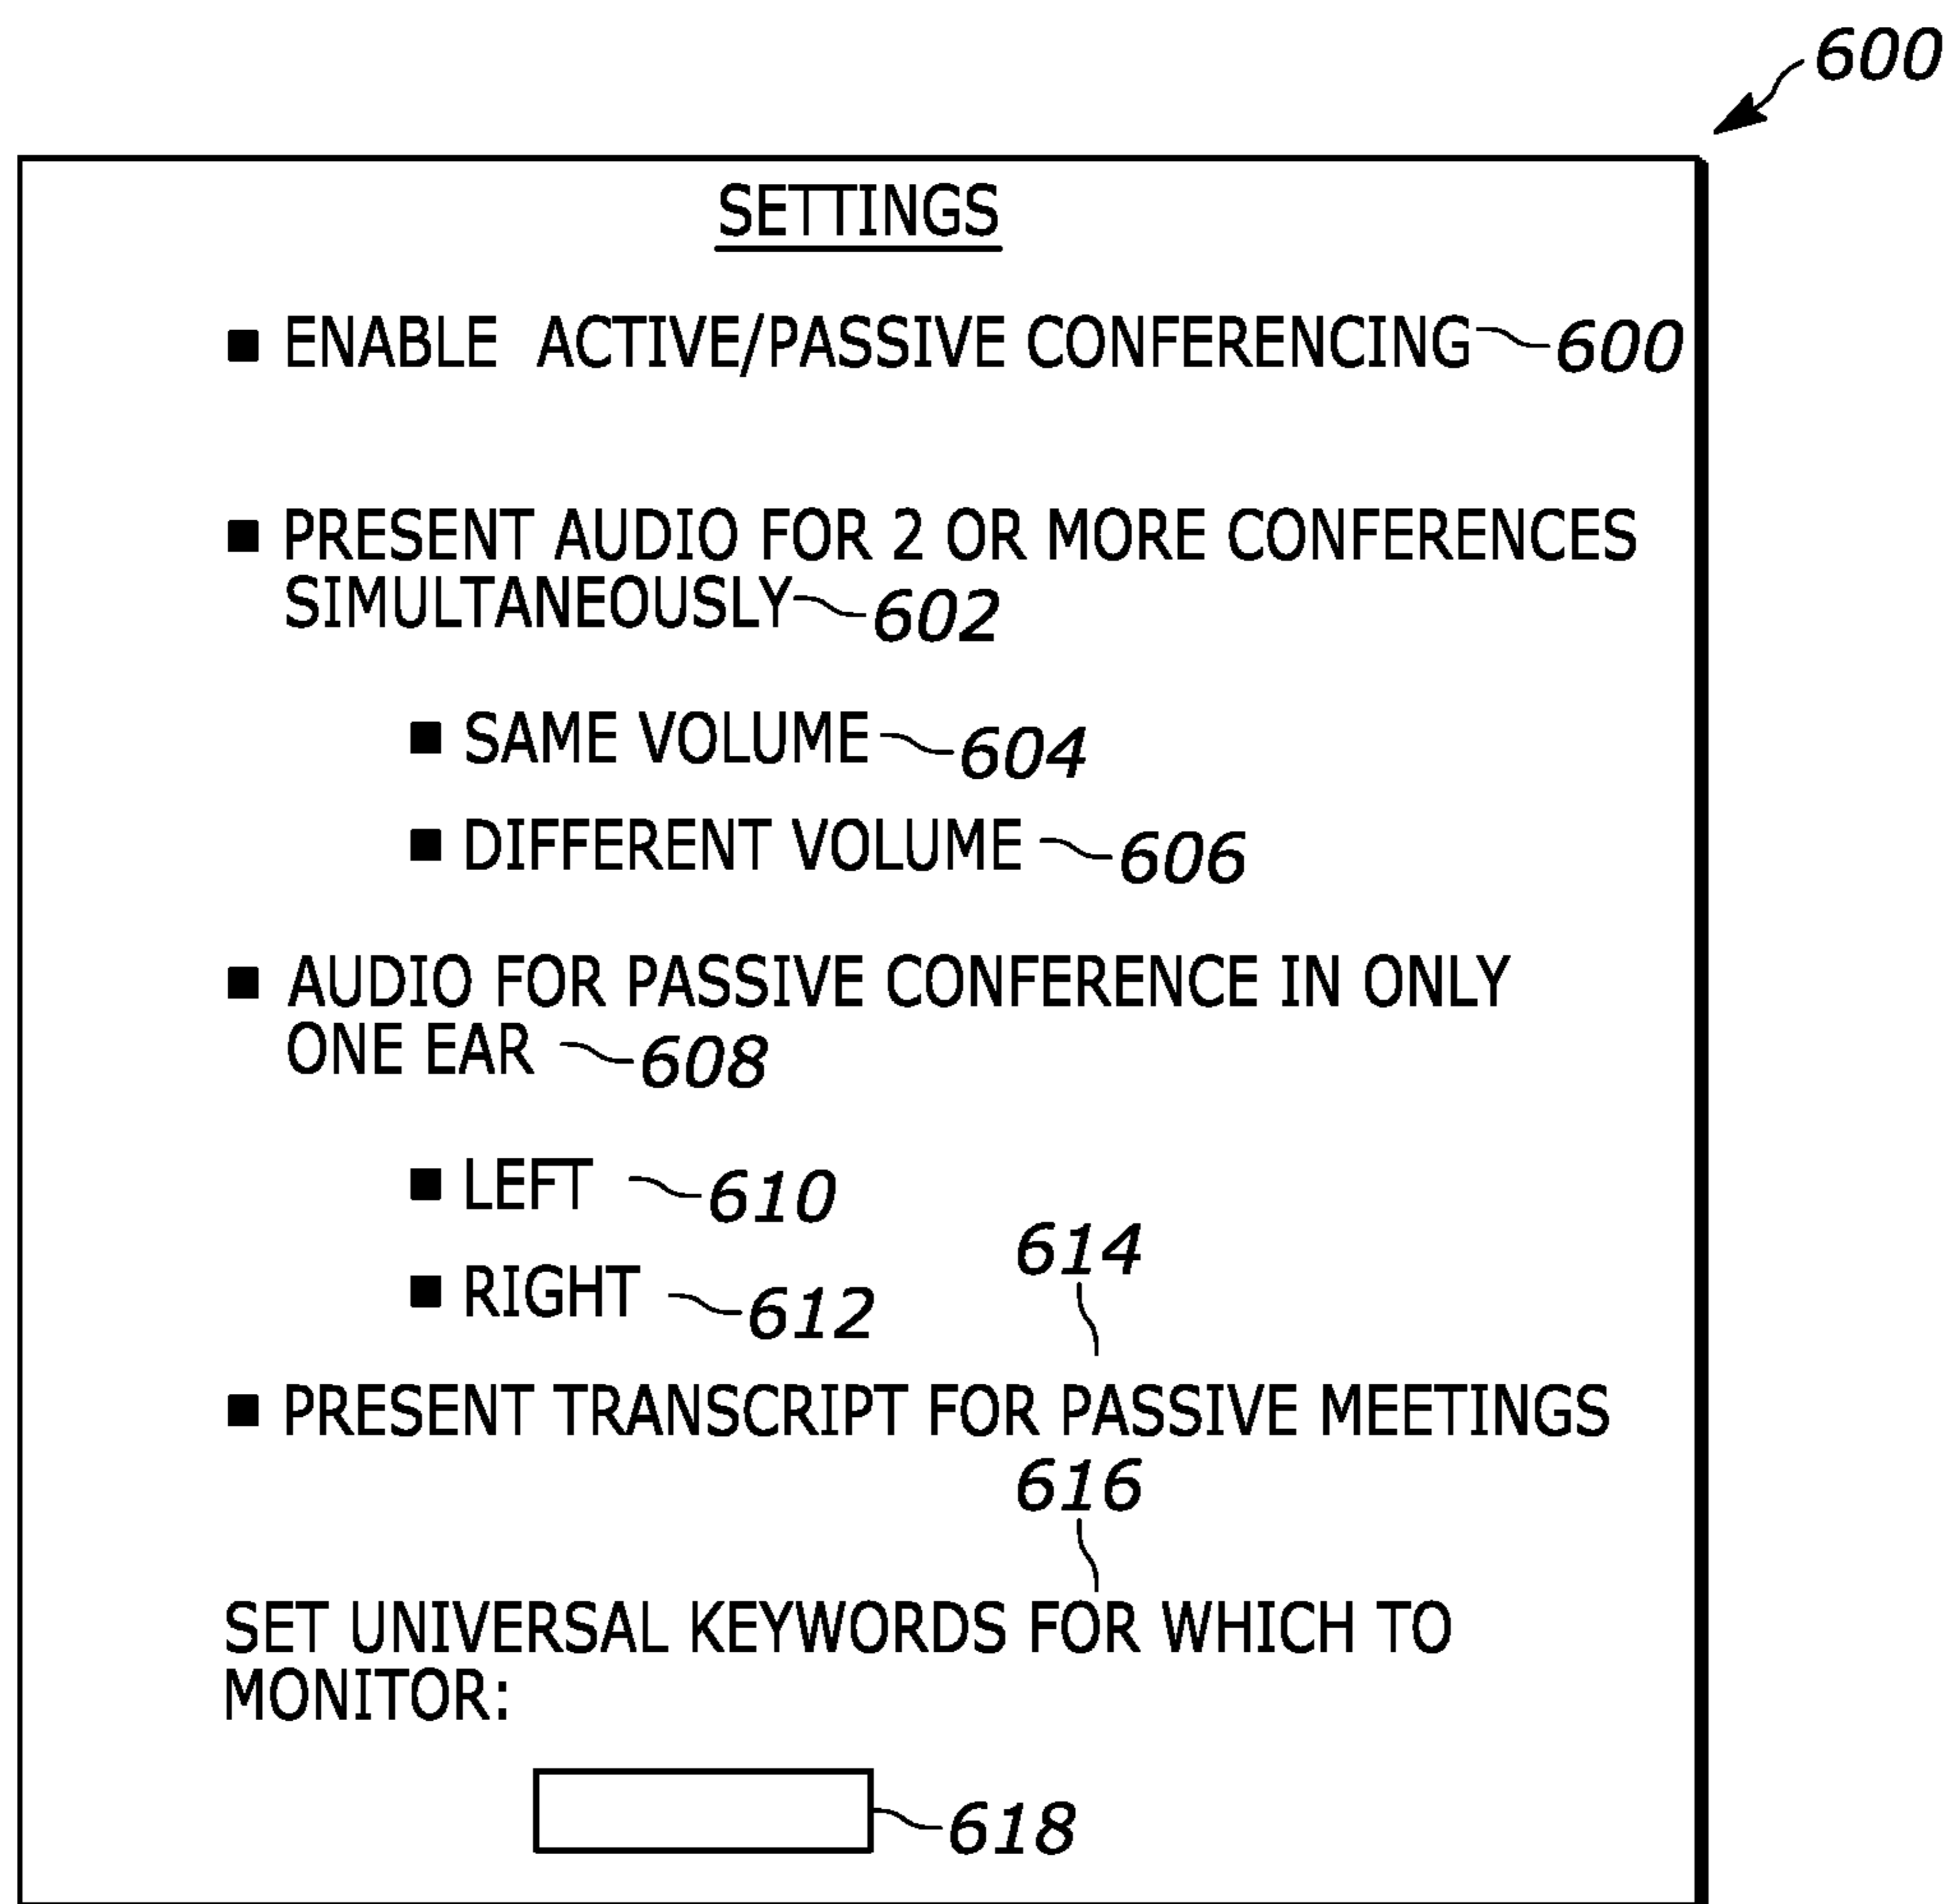 600
SETTINGS
ENABLE ACTIVE/PASSIVE CONFERENCING 600
PRESENT AUDIO FOR 2 OR MORE CONFERENCES
SIMULTANEOUSLY 602
SAME VOLUME 604
DIFFERENT VOLUME 606
AUDIO FOR PASSIVE CONFERENCE IN ONLY
ONE EAR 608
LEFT 610
RIGHT 612
614
PRESENT TRANSCRIPT FOR PASSIVE MEETINGS
616
SET UNIVERSAL KEYWORDS FOR WHICH TO
MONITOR:
618